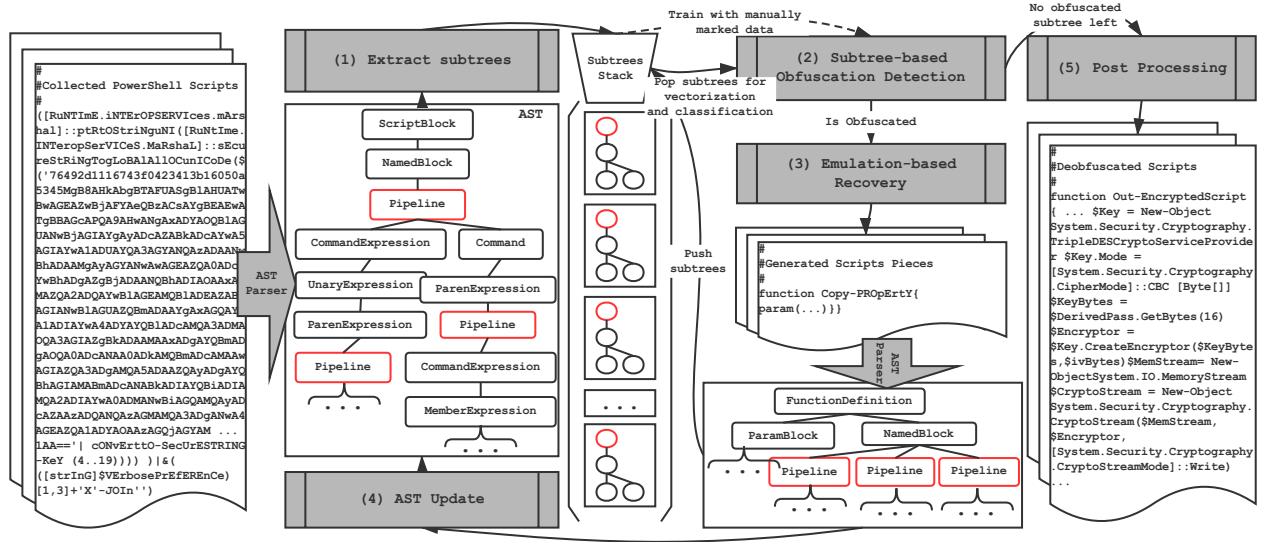 #
#Collected PowerShell Scripts
#
([RuNTImE.iNTErOPSERVIces.mArs
hal]::ptRtOStriNguNI([RuNtIme.
INTeropSerVICeS.MaRshaL]::sEcu
reStRiNgTogLoBAlAllOCunICoDe($
('76492d1116743f0423413b16050a
5345MgB8AHkAbgBTAFUASgBlAHUATw
BwAGEAZwBjAFYAeQBzACsAYgBEAEwA
TgBBAGcAPQA9AHwANgAxADYAOQBlAG
UANwBjAGIAYgAyADcAZABkADcAYwA5
AGIAYwA1ADUAYQA3AGYANQAzADAANw
BhADAAMgAyAGYANwAwAGEAZQA0ADc
YwBhADgAZgBjADAANQBhADIAOAAxA
MAZQA2ADQAYwBlAGEAMQBlADEAZAB
AGIANwBlAGUAZQBmADAAYgAxAGQAY
AlADIAYwA4ADYAYQBlADcAMQA3ADMA
OQA3AGIAZgBkADAAMAAxADgAYQBmAD
gAOQA0ADcANAA0ADkAMQBmADcAMAAw
AGIAZQA3ADgAMQA5ADAAZQAyADgAYQ
BhAGIAMABmADcANABkADIAYQBiADIA
MQA2ADIAYwA0ADMANwBiAGQAMQAyAD
cAZAAzADQANQAzAGMAMQA3ADgANwA4
AGEAZQA1ADYAOAAzAGQjAGYAM ...
1AA=='| cONvErttO-SecUrESTRING
-KeY (4..19)))) )|&(
([strInG]$VErbosePrEfEREnCe)
[1,3]+'X'-JOIn'')
AST
Parser
(1) Extract subtrees
AST
ScriptBlock
NamedBlock
Pipeline
CommandExpression
Command
UnaryExpression
ParenExpression
ParenExpression
Pipeline
Pipeline
CommandExpression
...
MemberExpression
...
(4) AST Update
Subtrees
Stack
...
Train with manually
marked data
Pop subtrees for
vectorization
and classification
Push
subtrees
(2) Subtree-based
Obfuscation Detection
Is Obfuscated
(3) Emulation-based
Recovery
#
#Generated Scripts Pieces
#
function Copy-PROpErtY{
param(...)}}
AST
Parser
FunctionDefinition
ParamBlock
NamedBlock
...
Pipeline
Pipeline
Pipeline
...
...
...
No obfuscated
subtree left
(5) Post Processing
#
#Deobfuscated Scripts
#
function Out-EncryptedScript
{ ... $Key = New-Object
System.Security.Cryptography.
TripleDESCryptoServiceProvide
r $Key.Mode =
[System.Security.Cryptography
.CipherMode]::CBC [Byte[]]
$KeyBytes =
$DerivedPass.GetBytes(16)
$Encryptor =
$Key.CreateEncryptor($KeyByte
s,$ivBytes)$MemStream= New-
ObjectSystem.IO.MemoryStream
$CryptoStream = New-Object
System.Security.Cryptography.
CryptoStream($MemStream,
$Encryptor,
[System.Security.Cryptography
.CryptoStreamMode]::Write)
...